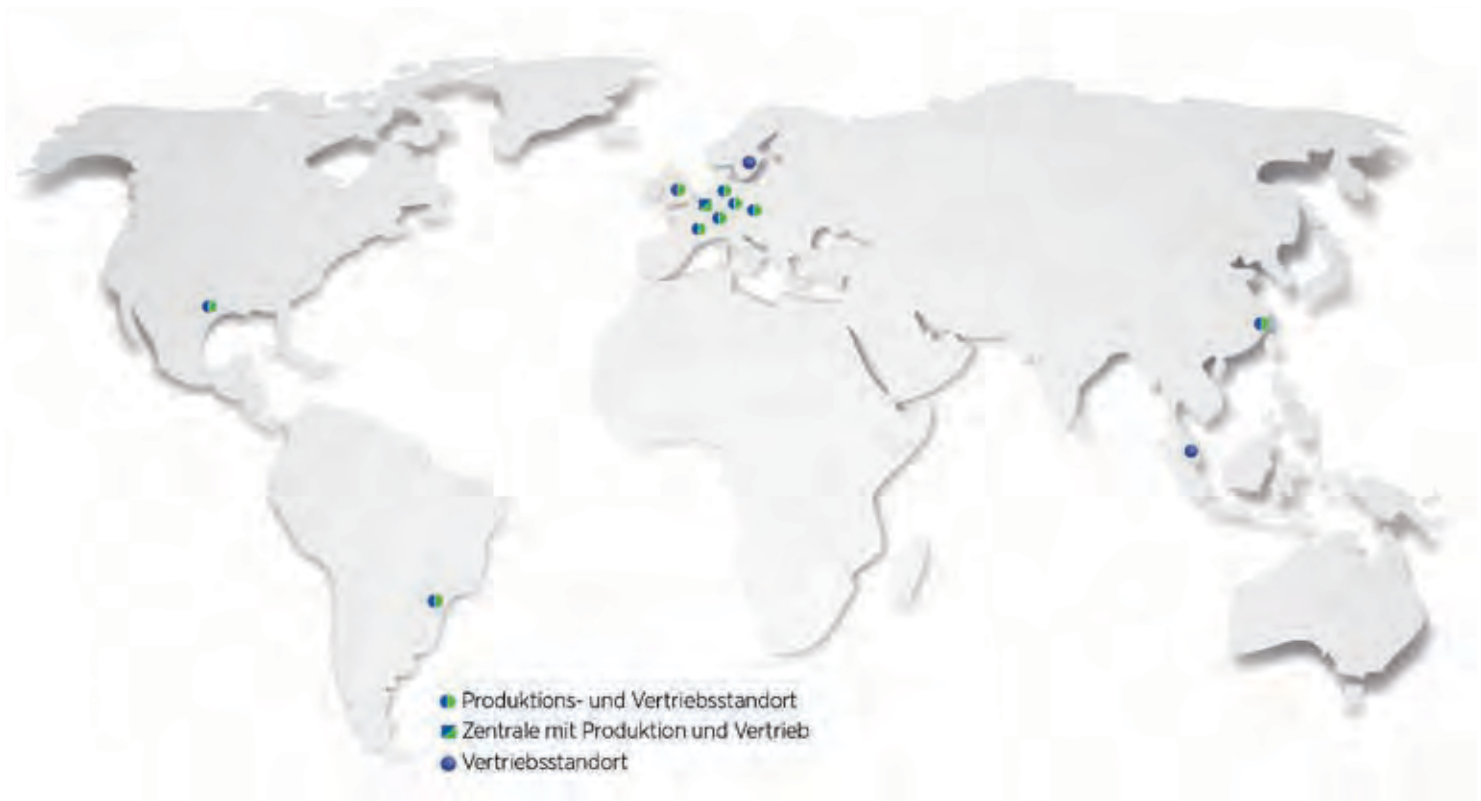 Produktions- und Vertriebsstandort
Zentrale mit Produktion und Vertrieb
Vertriebsstandort